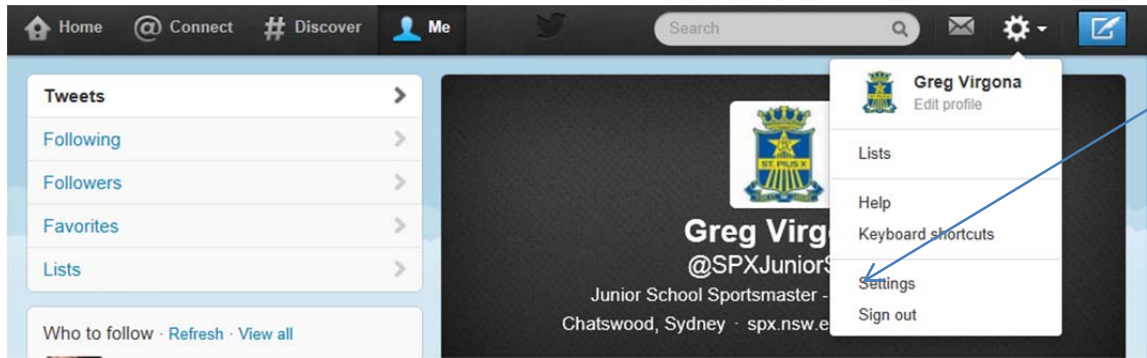 Home @ Connect # Discover Me Search
Tweets
Following
Followers
Favorites
Lists
Who to follow · Refresh · View all
ST. PIUS X
Greg
@SPXJuniorS
Junior School Sportsmaster -
Chatswood, Sydney · spx.nsw.e
Greg Virgona
Edit profile
Lists
Help
Keyboard shortcuts
Settings
Sign out